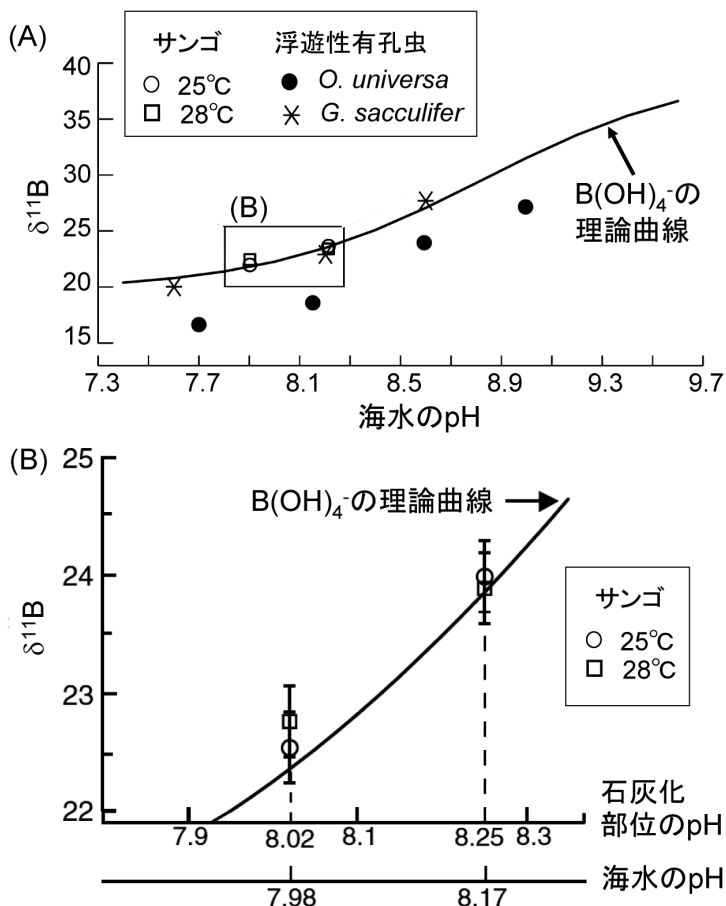 (A)
サンゴ 浮遊性有孔虫
25℃ O. universa
28℃ G. sacculifer
40
35
30
25
20
15
δ¹¹B
(B)
B(OH)₄⁻の
理論曲線
7.3 7.7 8.1 8.5 8.9 9.3 9.7
海水のpH
(B)
25
24
23
22
δ¹¹B
B(OH)₄⁻の理論曲線
サンゴ
25℃
28℃
7.9 8.02 8.1 8.25 8.3
石灰化
部位のpH
7.98 8.17
海水のpH